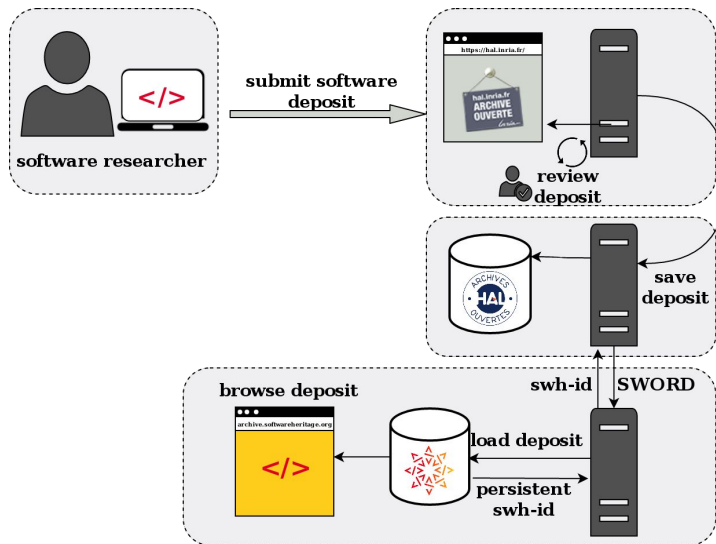 software researcher
</>
submit software
deposit
https://hal.inria.fr/
hal.inria.fr
ARCHIVE
OUVERTE
Inria
review
deposit
ARCHIVES
HAL
OUVERTES
save
deposit
swh-id
SWORD
browse deposit
archive.softwareheritage.org
</>
load deposit
persistent
swh-id